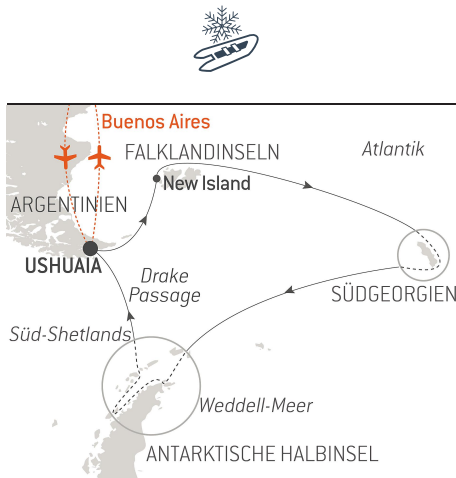 Buenos Aires
FALKLANDINSELN
Atlantik
New Island
ARGENTINIEN
USHUAIA
Drake
Passage
SÜDGEORGIEN
Süd-Shetlands
Weddell-Meer
ANTARKTISCHE HALBINSEL